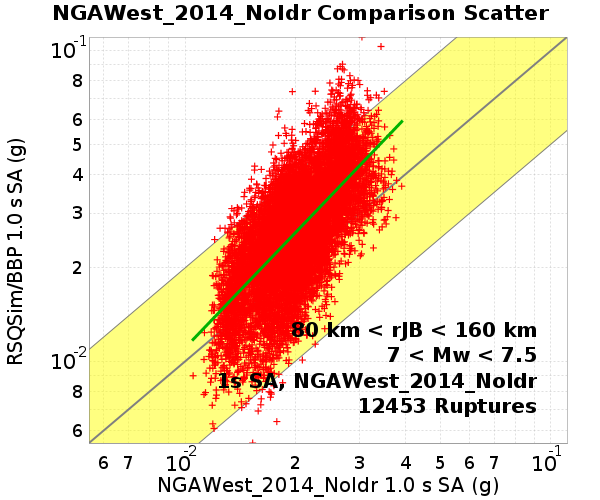 NGAWest_2014_NoIdr Comparison Scatter
10-1
8
6
5
4
3
2
10-2
8
6
RSQSim/BBP 1.0 s SA (g)
80 km < rJB < 160 km
7 < Mw < 7.5
1s SA, NGAWest_2014_NoIdr
12453 Ruptures
6 7 10-2 2 3 4 5 6 7 8 10-1
NGAWest_2014_NoIdr 1.0 s SA (g)